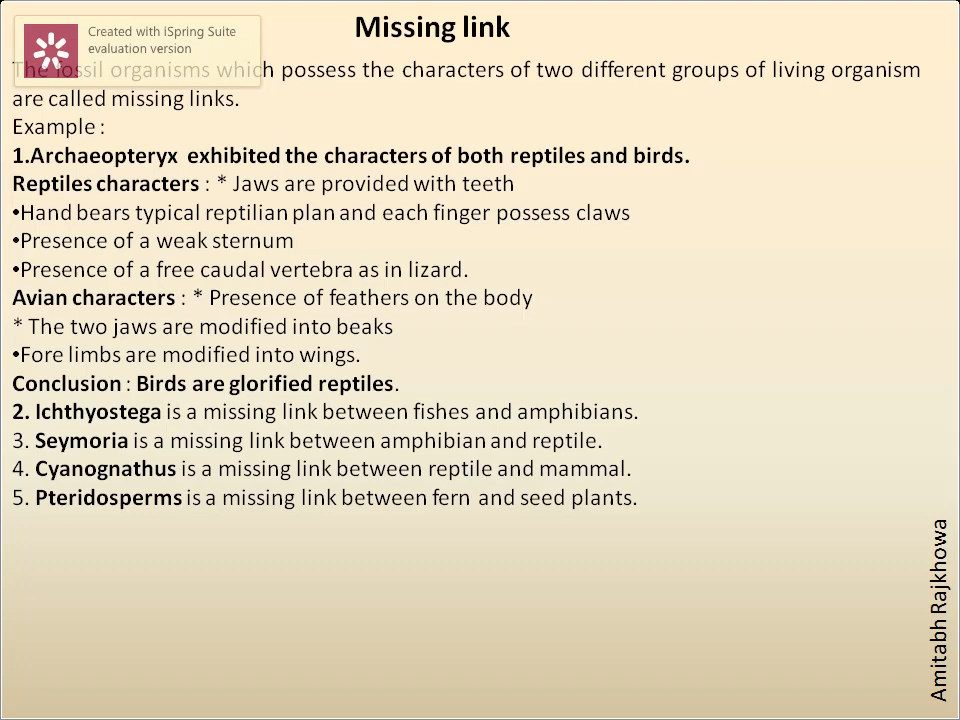 Missing link
Created with iSpring Suite
evaluation version
The fossil organisms which possess the characters of two different groups of living organism
are called missing links.
Example :
1.Archaeopteryx exhibited the characters of both reptiles and birds.
Reptiles characters : * Jaws are provided with teeth
•Hand bears typical reptilian plan and each finger possess claws
•Presence of a weak sternum
•Presence of a free caudal vertebra as in lizard.
Avian characters : * Presence of feathers on the body
* The two jaws are modified into beaks
•Fore limbs are modified into wings.
Conclusion : Birds are glorified reptiles.
2. Ichthyostega is a missing link between fishes and amphibians.
3. Seymoria is a missing link between amphibian and reptile.
4. Cyanognathus is a missing link between reptile and mammal.
5. Pteridosperms is a missing link between fern and seed plants.
Amitabh Rajkhowa